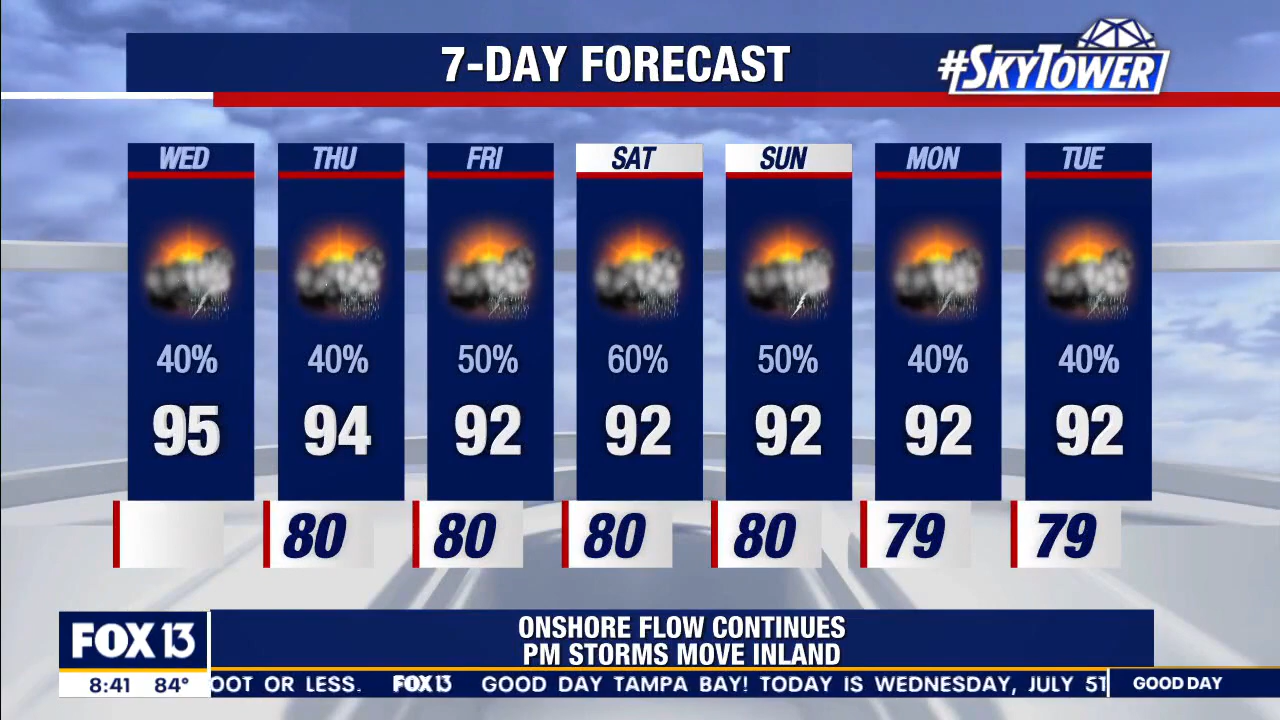 7-DAY FORECAST
#SKYTOWER
WED THU FRI SAT SUN MON TUE
40% 40% 50% 60% 50% 40% 40%
95 94 92 92 92 92 92
80 80 80 80 79 79
ONSHORE FLOW CONTINUES
PM STORMS MOVE INLAND
FOX 13
8:41 84° OOT OR LESS. FOX 13 GOOD DAY TAMPA BAY! TODAY IS WEDNESDAY, JULY 5T GOOD DAY